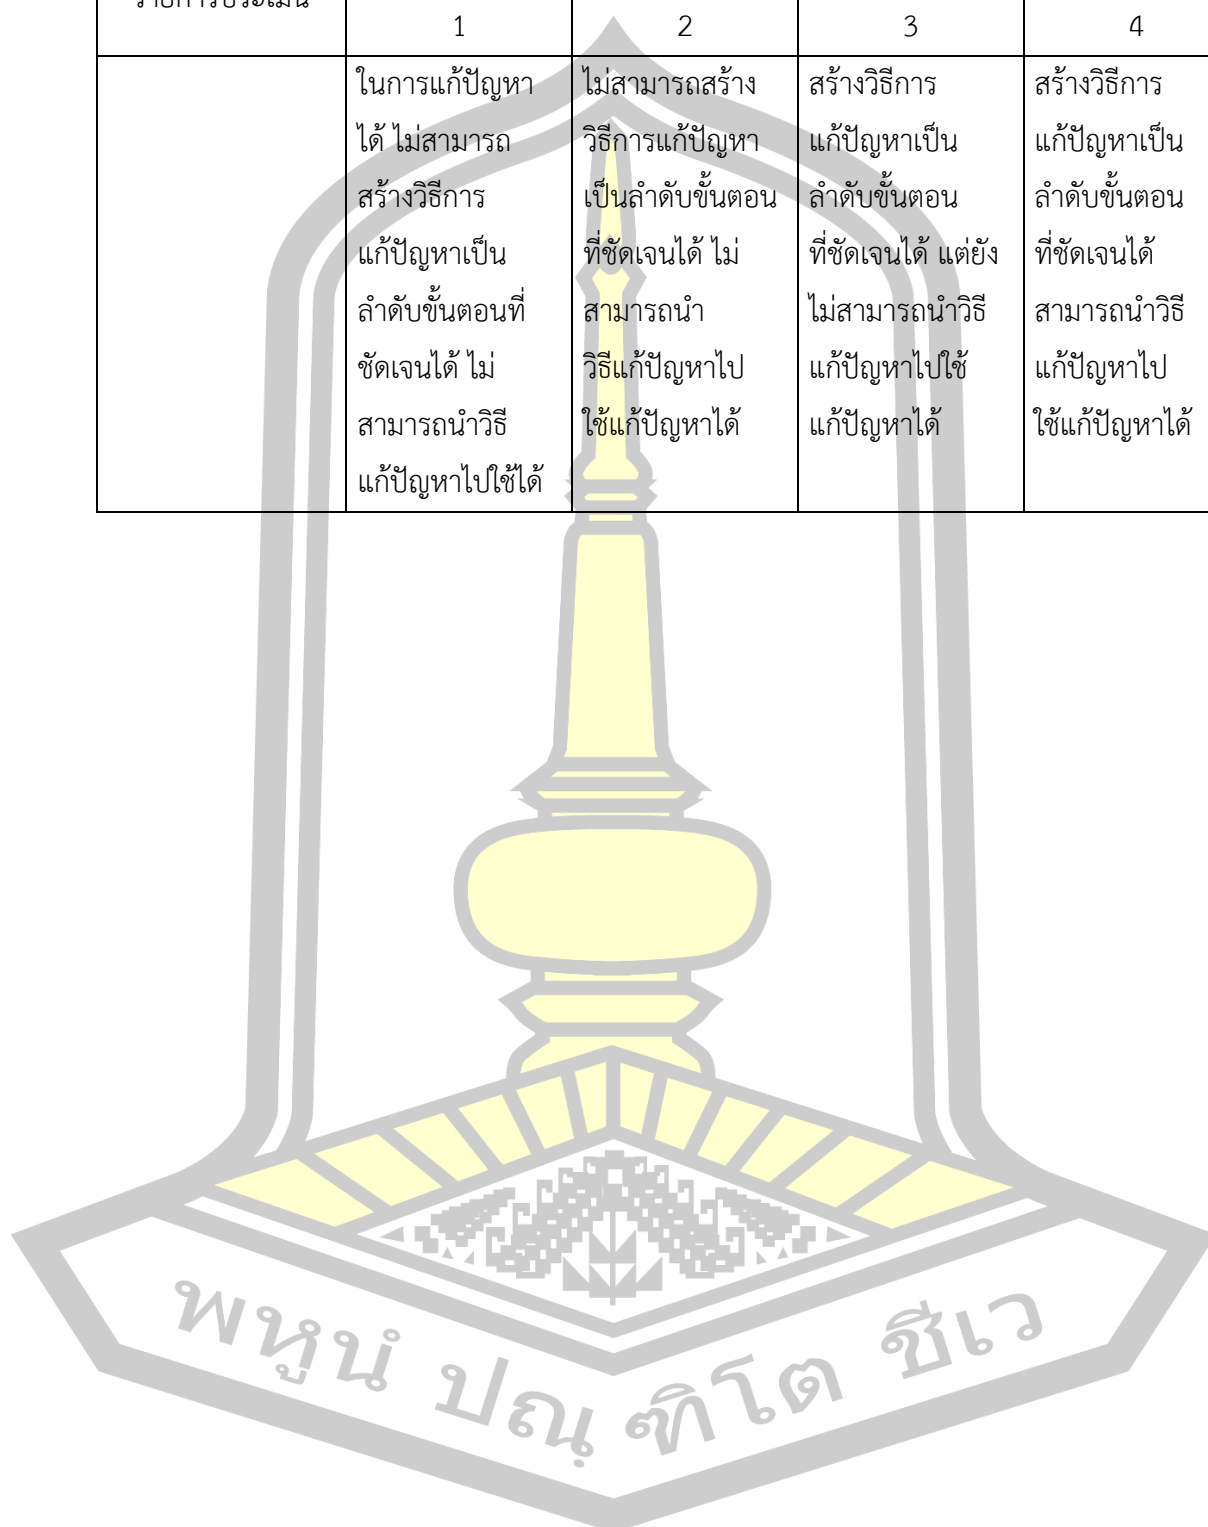 รายการประเมิน
1 2 3 4
ในการแก้ปัญหา
ได้ ไม่สามารถ
สร้างวิธีการ
แก้ปัญหาเป็น
ลำดับขั้นตอนที่
ชัดเจนได้ ไม่
สามารถนำวิธี
แก้ปัญหาไปใช้ได้
ไม่สามารถสร้าง
วิธีการแก้ปัญหา
เป็นลำดับขั้นตอน
ที่ชัดเจนได้ ไม่
สามารถนำ
วิธีแก้ปัญหาไป
ใช้แก้ปัญหาได้
สร้างวิธีการ
แก้ปัญหาเป็น
ลำดับขั้นตอน
ที่ชัดเจนได้ แต่ยัง
ไม่สามารถนำวิธี
แก้ปัญหาไปใช้
แก้ปัญหาได้
สร้างวิธีการ
แก้ปัญหาเป็น
ลำดับขั้นตอน
ที่ชัดเจนได้
สามารถนำวิธี
แก้ปัญหาไป
ใช้แก้ปัญหาได้
พหูนํ ปณฺ ฑิโต ชีเว